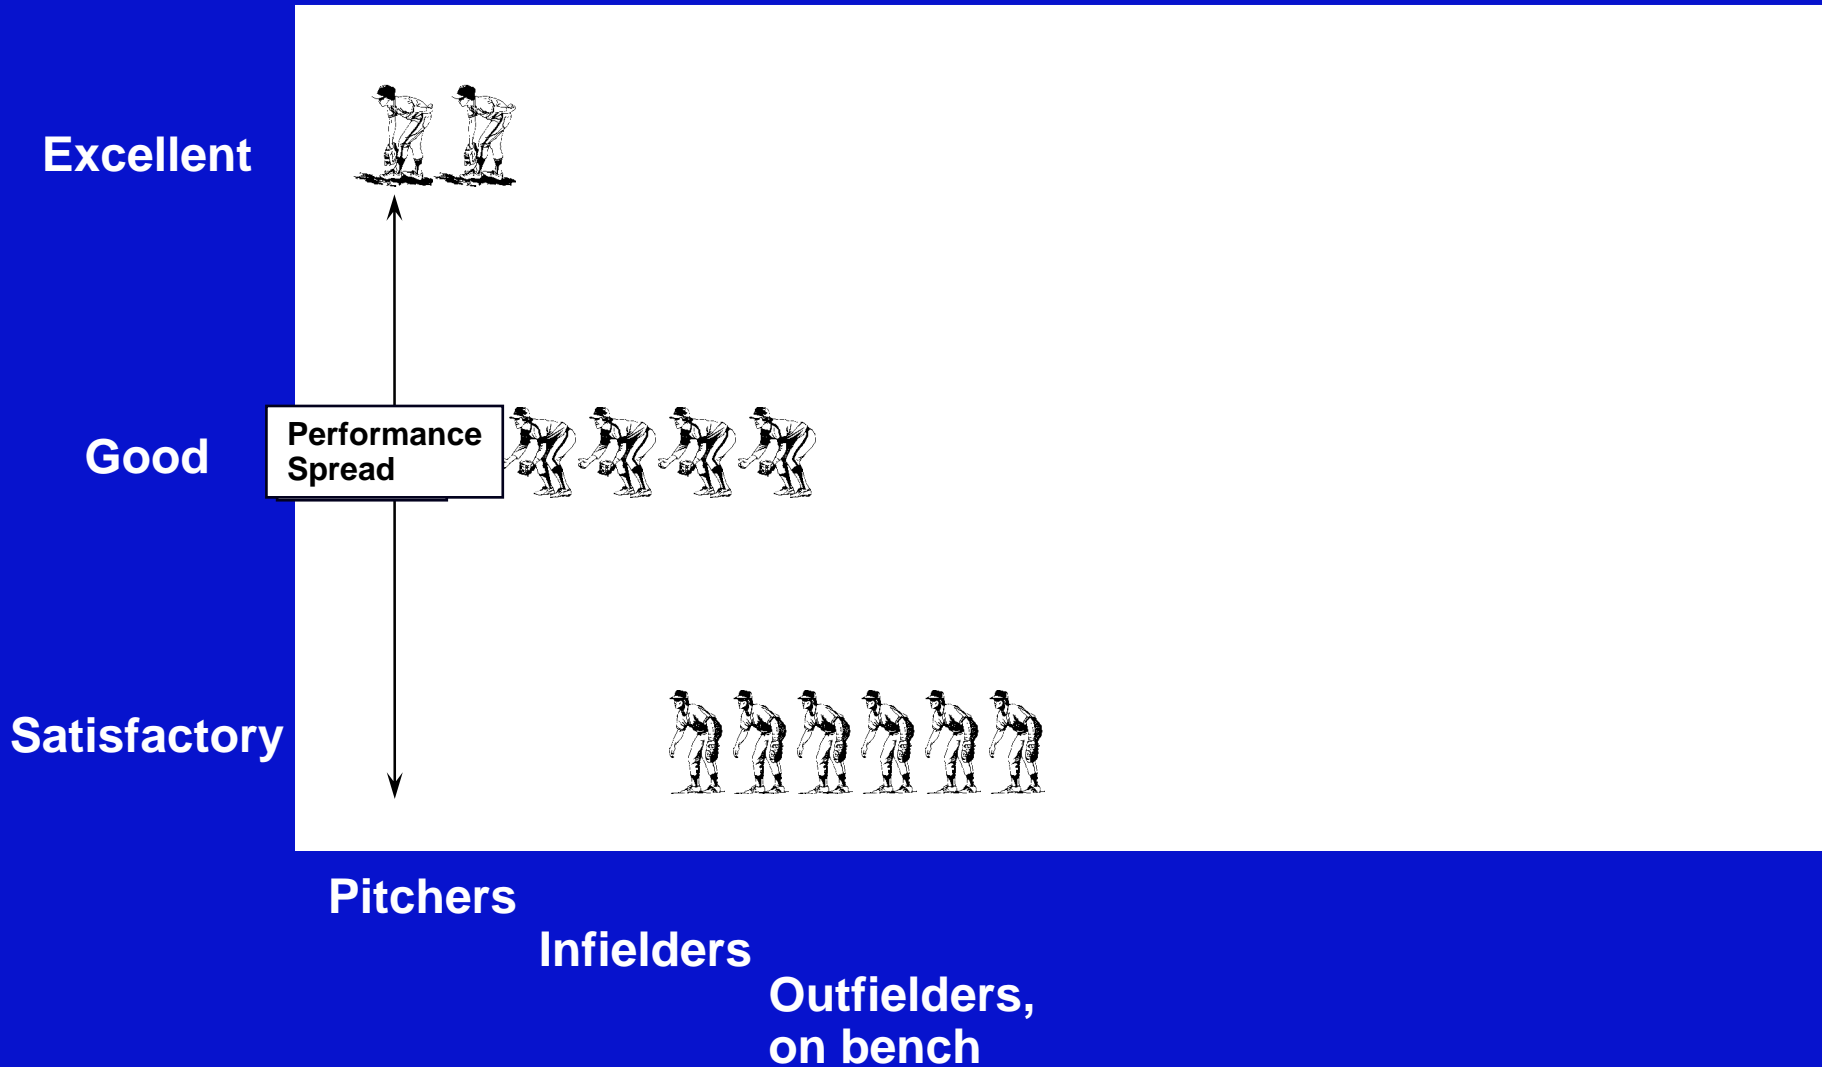 Excellent
Good
Performance
Spread
Satisfactory
Pitchers
Infielders
Outfielders,
on bench